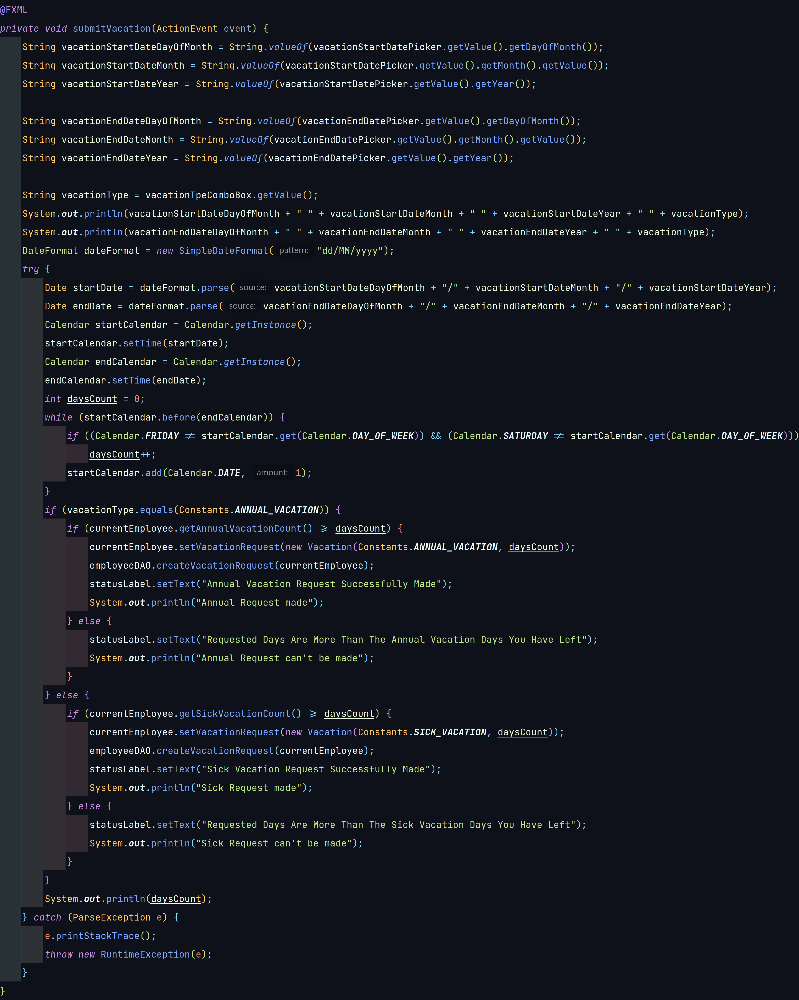 @FXML
private void submitVacation(ActionEvent event) {
String vacationStartDateDayOfMonth = String.valueOf(vacationStartDatePicker.getValue().getDayOfMonth());
String vacationStartDateMonth = String.valueOf(vacationStartDatePicker.getValue().getMonth().getValue());
String vacationStartDateYear = String.valueOf(vacationStartDatePicker.getValue().getYear());
String vacationEndDateDayOfMonth = String.valueOf(vacationEndDatePicker.getValue().getDayOfMonth());
String vacationEndDateMonth = String.valueOf(vacationEndDatePicker.getValue().getMonth().getValue());
String vacationEndDateYear = String.valueOf(vacationEndDatePicker.getValue().getYear());
String vacationType = vacationTpeComboBox.getValue();
System.out.println(vacationStartDateDayOfMonth + " " + vacationStartDateMonth + " " + vacationStartDateYear + " " + vacationType);
System.out.println(vacationEndDateDayOfMonth + " " + vacationEndDateMonth + " " + vacationEndDateYear + " " + vacationType);
DateFormat dateFormat = new SimpleDateFormat( pattern: "dd/MM/yyyy");
try {
Date startDate = dateFormat.parse( source: vacationStartDateDayOfMonth + "/" + vacationStartDateMonth + "/" + vacationStartDateYear);
Date endDate = dateFormat.parse( source: vacationEndDateDayOfMonth + "/" + vacationEndDateMonth + "/" + vacationEndDateYear);
Calendar startCalendar = Calendar.getInstance();
startCalendar.setTime(startDate);
Calendar endCalendar = Calendar.getInstance();
endCalendar.setTime(endDate);
int daysCount = 0;
while (startCalendar.before(endCalendar)) {
if ((Calendar.FRIDAY != startCalendar.get(Calendar.DAY_OF_WEEK)) && (Calendar.SATURDAY != startCalendar.get(Calendar.DAY_OF_WEEK)))
daysCount++;
startCalendar.add(Calendar.DATE, amount: 1);
}
if (vacationType.equals(Constants.ANNUAL_VACATION)) {
if (currentEmployee.getAnnualVacationCount() >= daysCount) {
currentEmployee.setVacationRequest(new Vacation(Constants.ANNUAL_VACATION, daysCount));
employeeDAO.createVacationRequest(currentEmployee);
statusLabel.setText("Annual Vacation Request Successfully Made");
System.out.println("Annual Request made");
} else {
statusLabel.setText("Requested Days Are More Than The Annual Vacation Days You Have Left");
System.out.println("Annual Request can't be made");
}
} else {
if (currentEmployee.getSickVacationCount() >= daysCount) {
currentEmployee.setVacationRequest(new Vacation(Constants.SICK_VACATION, daysCount));
employeeDAO.createVacationRequest(currentEmployee);
statusLabel.setText("Sick Vacation Request Successfully Made");
System.out.println("Sick Request made");
} else {
statusLabel.setText("Requested Days Are More Than The Sick Vacation Days You Have Left");
System.out.println("Sick Request can't be made");
}
}
System.out.println(daysCount);
} catch (ParseException e) {
e.printStackTrace();
throw new RuntimeException(e);
}
}